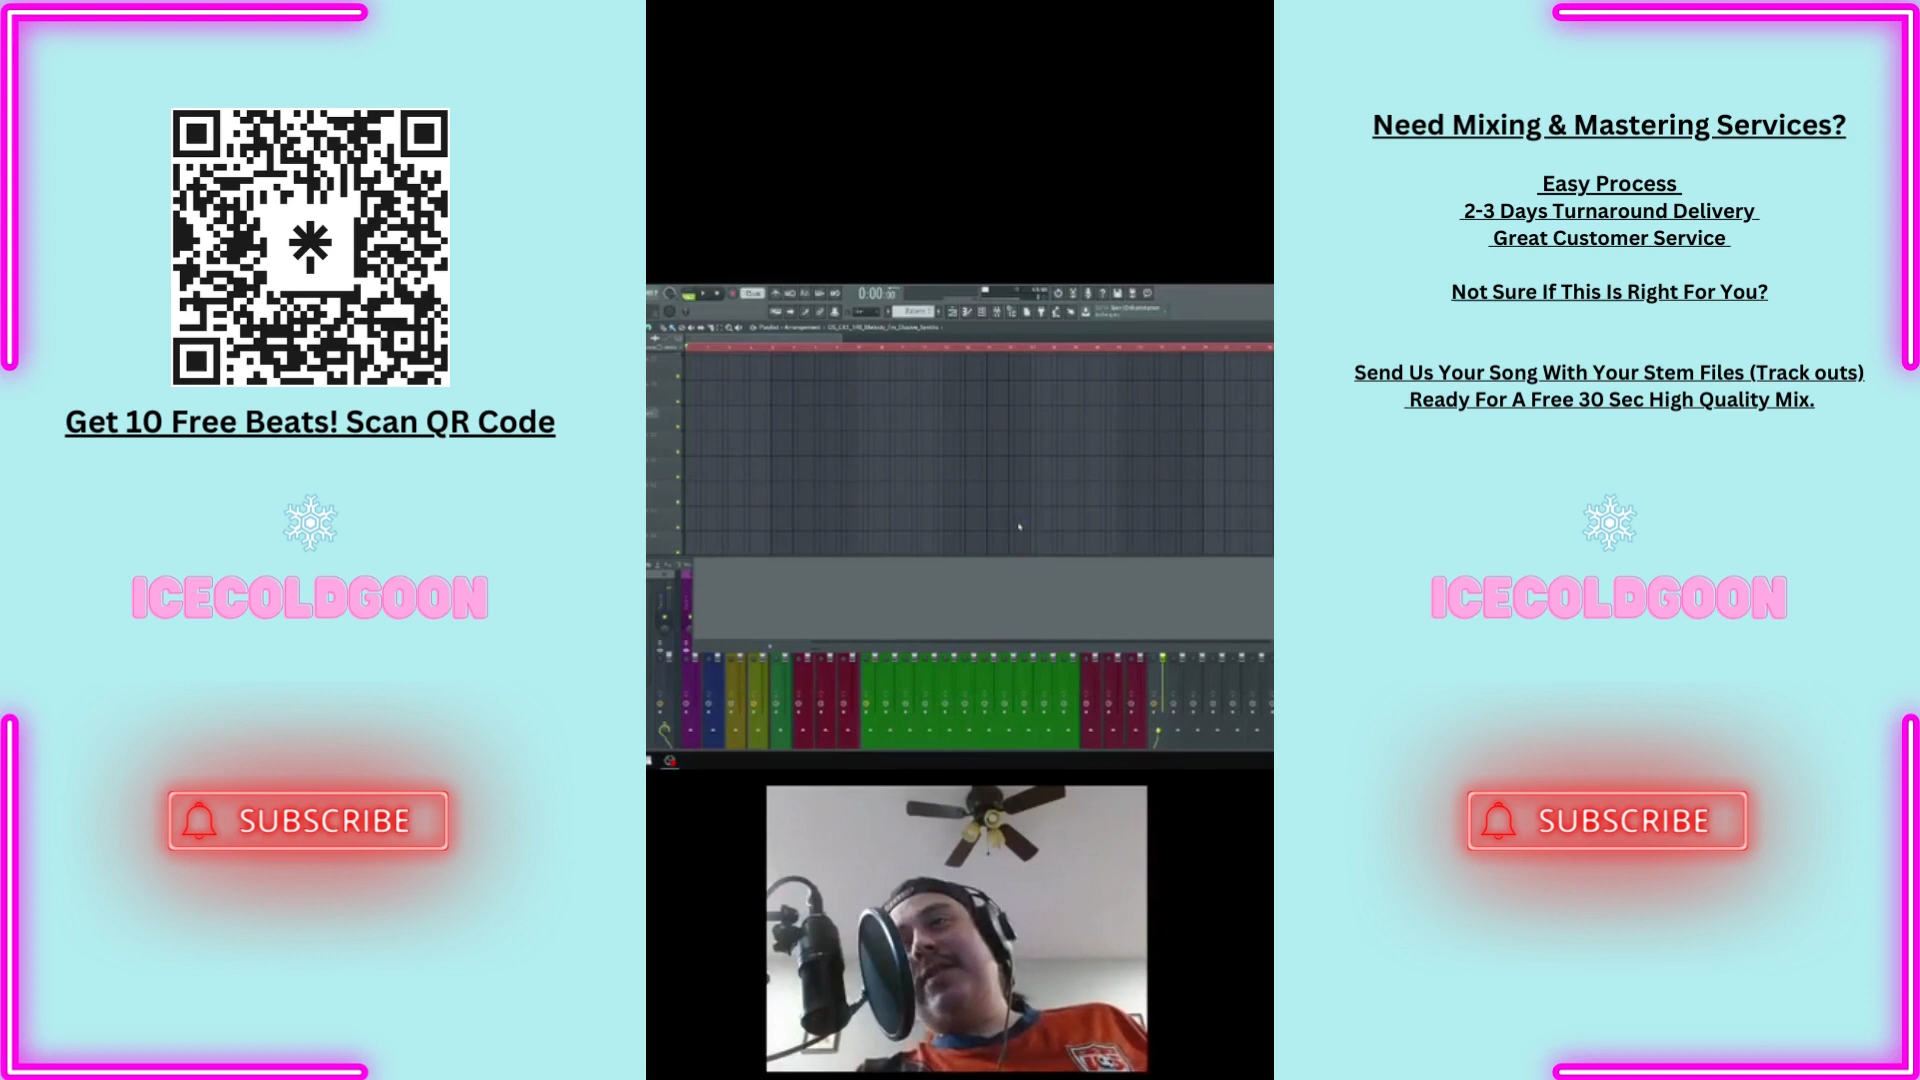 Get 10 Free Beats! Scan QR Code
ICECOLDGOON
SUBSCRIBE
0:00
Need Mixing & Mastering Services?
Easy Process
2-3 Days Turnaround Delivery
Great Customer Service
Not Sure If This Is Right For You?
Send Us Your Song With Your Stem Files (Track outs)
Ready For A Free 30 Sec High Quality Mix.
ICECOLDGOON
SUBSCRIBE